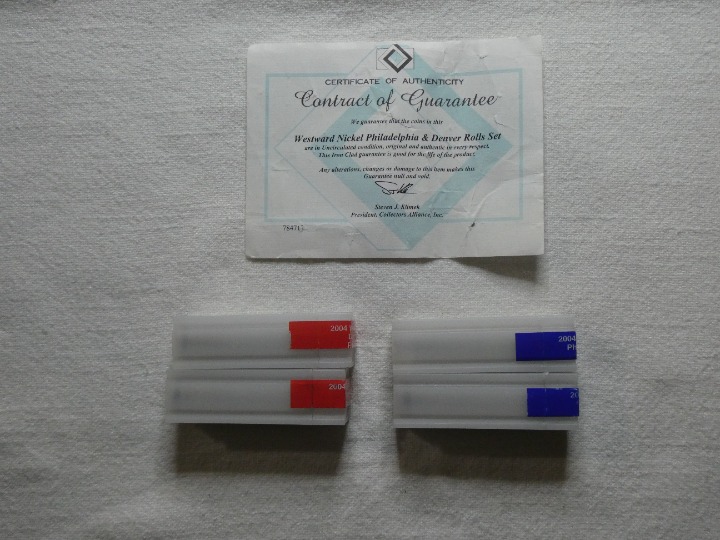 CERTIFICATE OF AUTHENTICITY
Contract of Guarantee
We guarantee that the coins in this
Westward Nickel Philadelphia & Denver Rolls Set
are in Uncirculated condition, original and authentic in every respect.
This Iron Clad guarantee is good for the life of the product.
Any alterations, changes or damage to this item makes this
Guarantee null and void.
Steven J. Klimek
President, Collectors Alliance, Inc.
2004
2004
2004
Ph